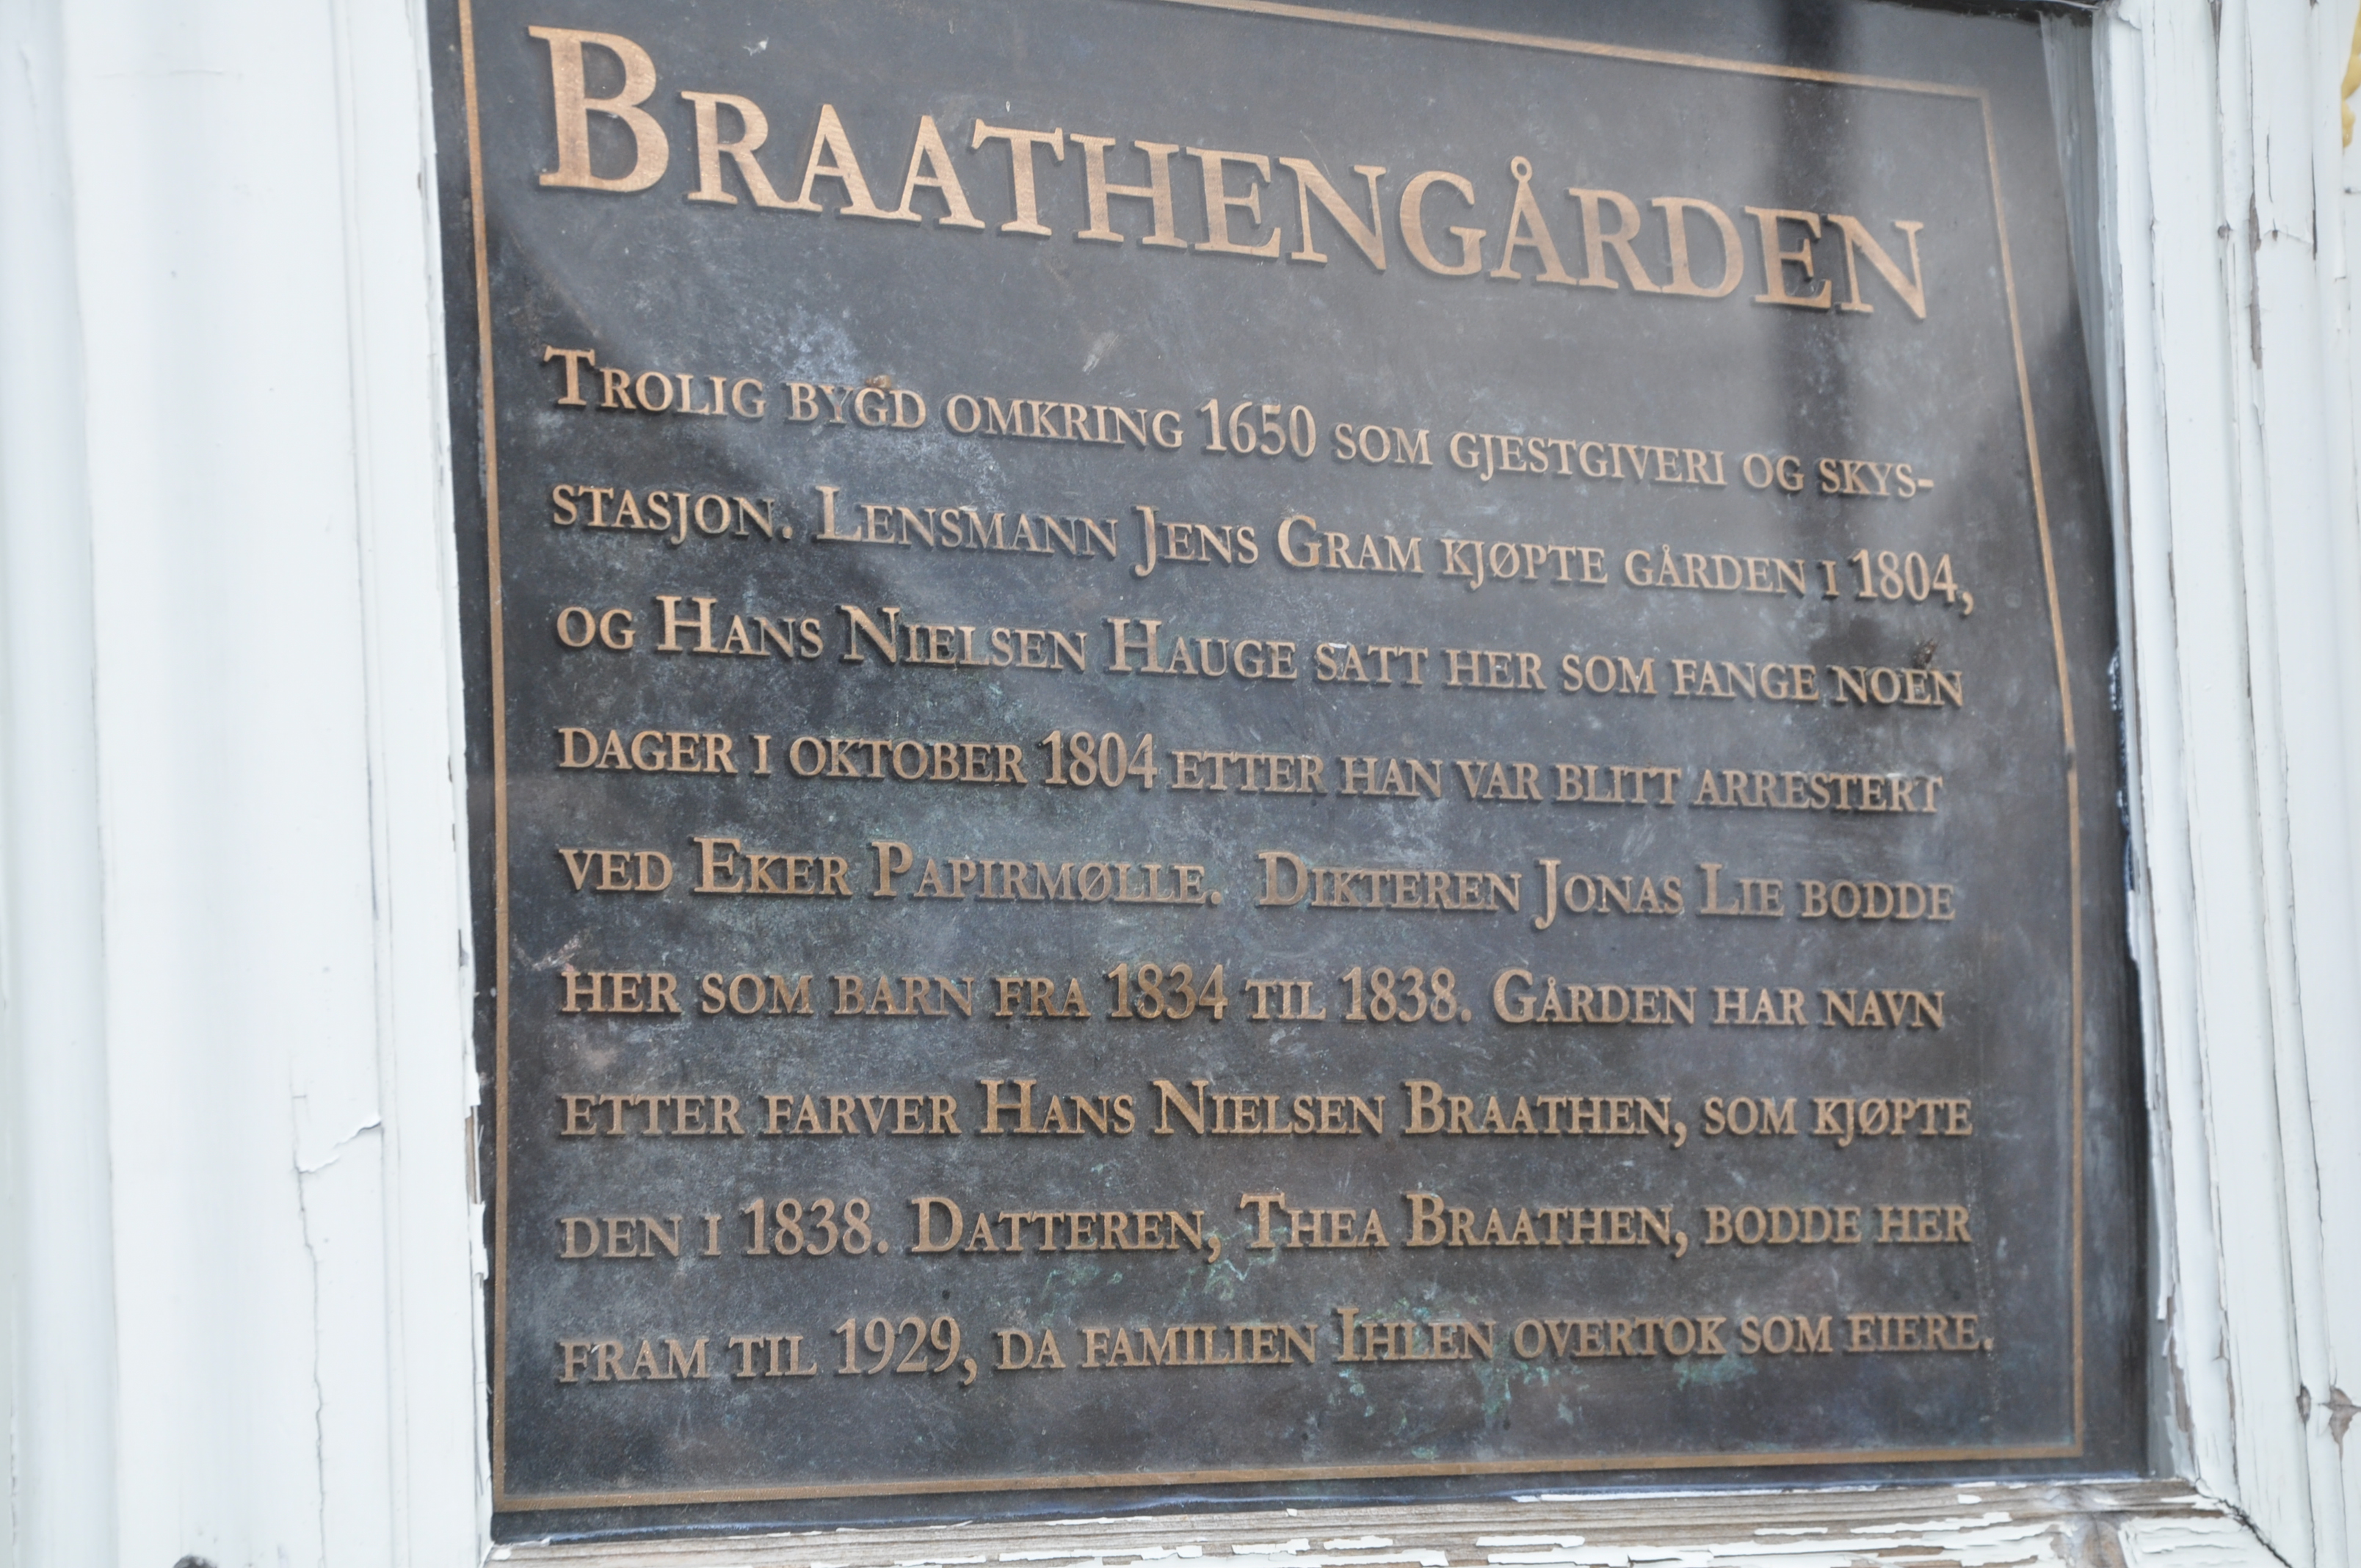 BRAATHENGÅRDEN
TROLIG BYGD OMKRING 1650 SOM GJESTGIVERI OG SKYS-
STASJON. LENSMANN JENS GRAM KJØPTE GÅRDEN I 1804,
OG HANS NIELSEN HAUGE SATT HER SOM FANGE NOEN
DAGER I OKTOBER 1804 ETTER HAN VAR BLITT ARRESTERT
VED EKER PAPIRMØLLE. DIKTEREN JONAS LIE BODDE
HER SOM BARN FRA 1834 TIL 1838. GÅRDEN HAR NAVN
ETTER FARVER HANS NIELSEN BRAATHEN, SOM KJØPTE
DEN I 1838. DATTEREN, THEA BRAATHEN, BODDE HER
FRAM TIL 1929, DA FAMILIEN IHLEN OVERTOK SOM EIERE.